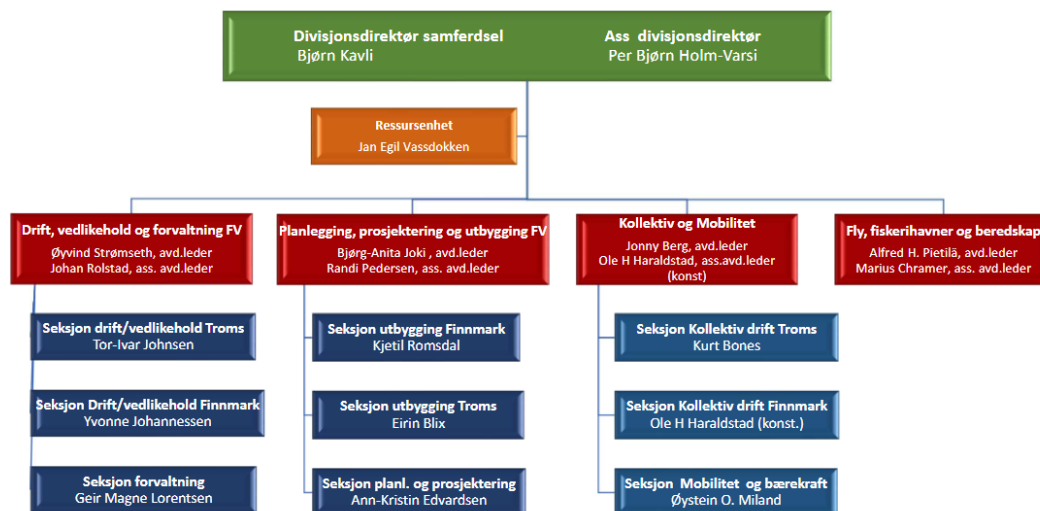 Divisjonsdirektør samferdsel
Bjørn Kavli
Ass divisjonsdirektør
Per Bjørn Holm-Varsi
Ressursenhet
Jan Egil Vassdokken
Drift, vedlikehold og forvaltning FV
Øyvind Strømseth, avd.leder
Johan Rolstad, ass. avd.leder
Planlegging, prosjektering og utbygging FV
Bjørg-Anita Joki , avd.leder
Randi Pedersen, ass. avd.leder
Kollektiv og Mobilitet
Jonny Berg, avd.leder
Ole H Haraldstad, ass.avd.leder
(konst)
Fly, fiskerihavner og beredskap
Alfred H. Pietilä, avd.leder
Marius Chramer, ass. avd.leder
Seksjon drift/vedlikehold Troms
Tor-Ivar Johnsen
Seksjon Drift/vedlikehold Finnmark
Yvonne Johannessen
Seksjon forvaltning
Geir Magne Lorentsen
Seksjon utbygging Finnmark
Kjetil Romsdal
Seksjon utbygging Troms
Eirin Blix
Seksjon planl. og prosjektering
Ann-Kristin Edvardsen
Seksjon Kollektiv drift Troms
Kurt Bones
Seksjon Kollektiv drift Finnmark
Ole H Haraldstad (konst.)
Seksjon Mobilitet og bærekraft
Øystein O. Miland